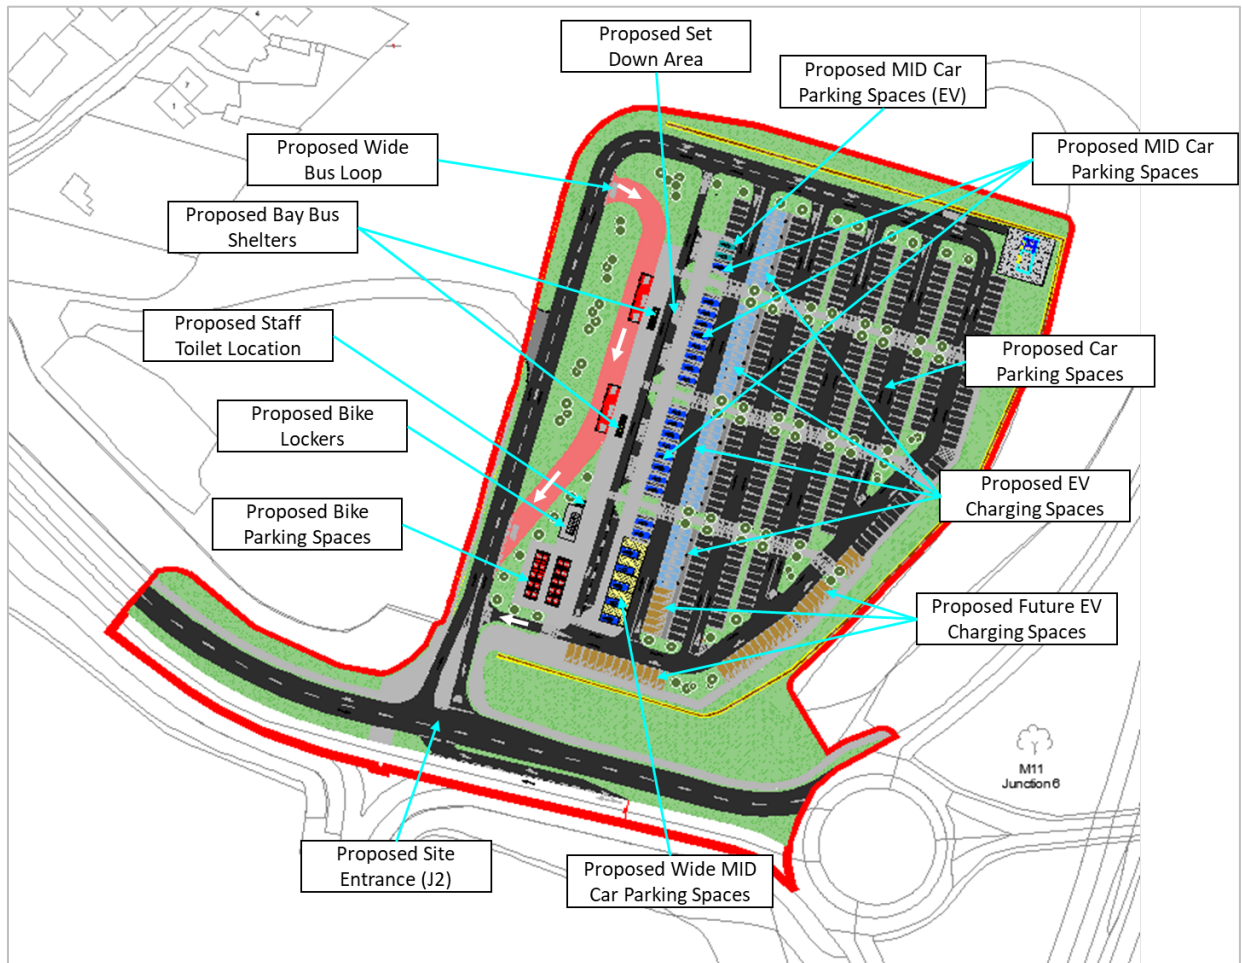 Proposed Set
Down Area
Proposed MID Car
Parking Spaces (EV)
Proposed Wide
Bus Loop
Proposed MID Car
Parking Spaces
Proposed Bay Bus
Shelters
Proposed Staff
Toilet Location
Proposed Car
Parking Spaces
Proposed Bike
Lockers
Proposed EV
Charging Spaces
Proposed Bike
Parking Spaces
Proposed Future EV
Charging Spaces
M11
Junction 6
Proposed Site
Entrance (J2)
Proposed Wide MID
Car Parking Spaces